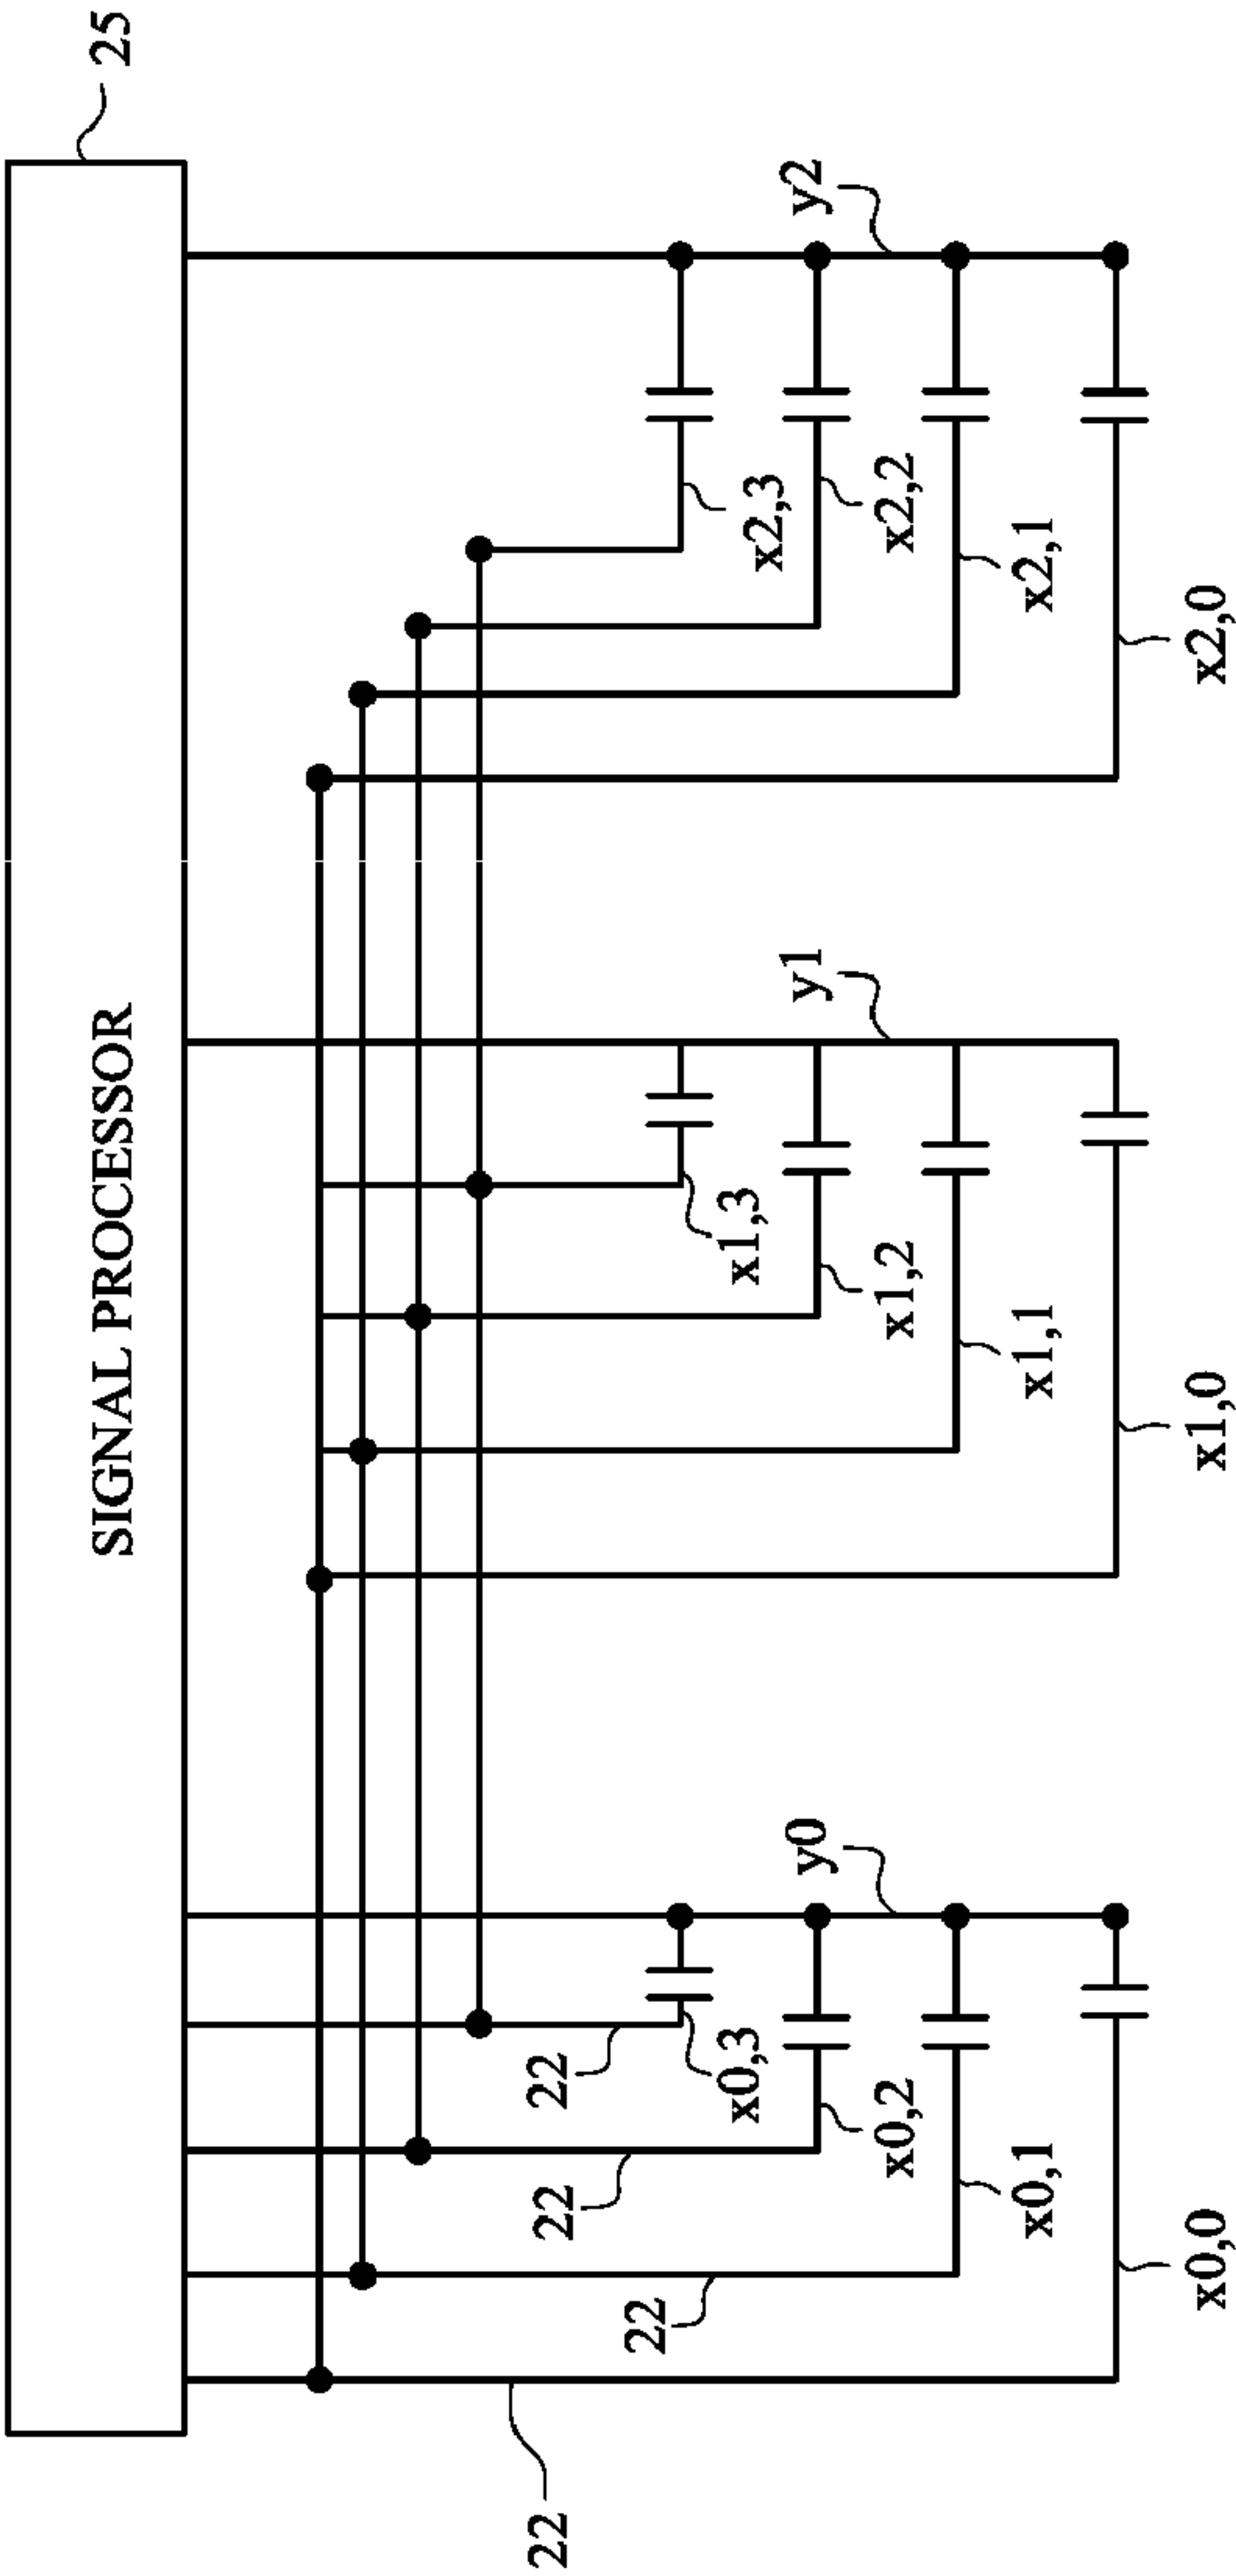 SIGNAL PROCESSOR
25
22
22
22
22
y0
y1
y2
x0,3
x1,3
x2,3
x0,2
x1,2
x2,2
x0,1
x1,1
x2,1
x0,0
x1,0
x2,0